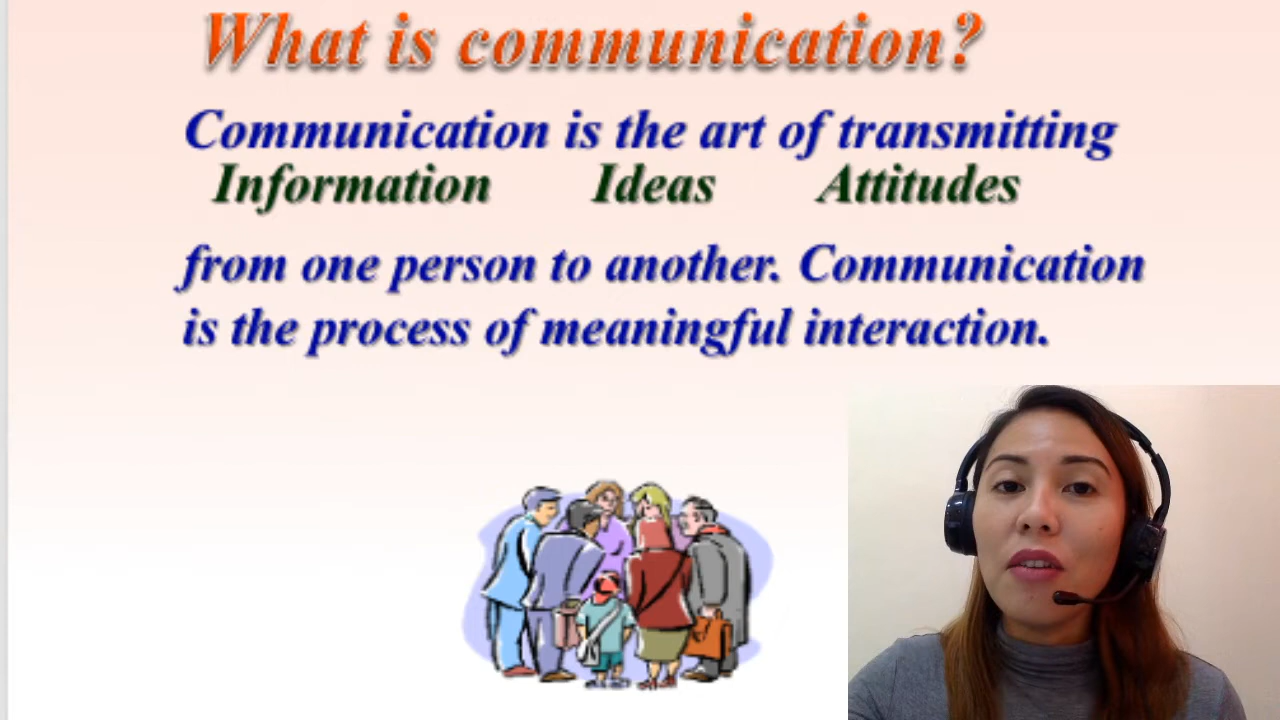 What is communication?
Communication is the art of transmitting
Information Ideas Attitudes
from one person to another. Communication
is the process of meaningful interaction.